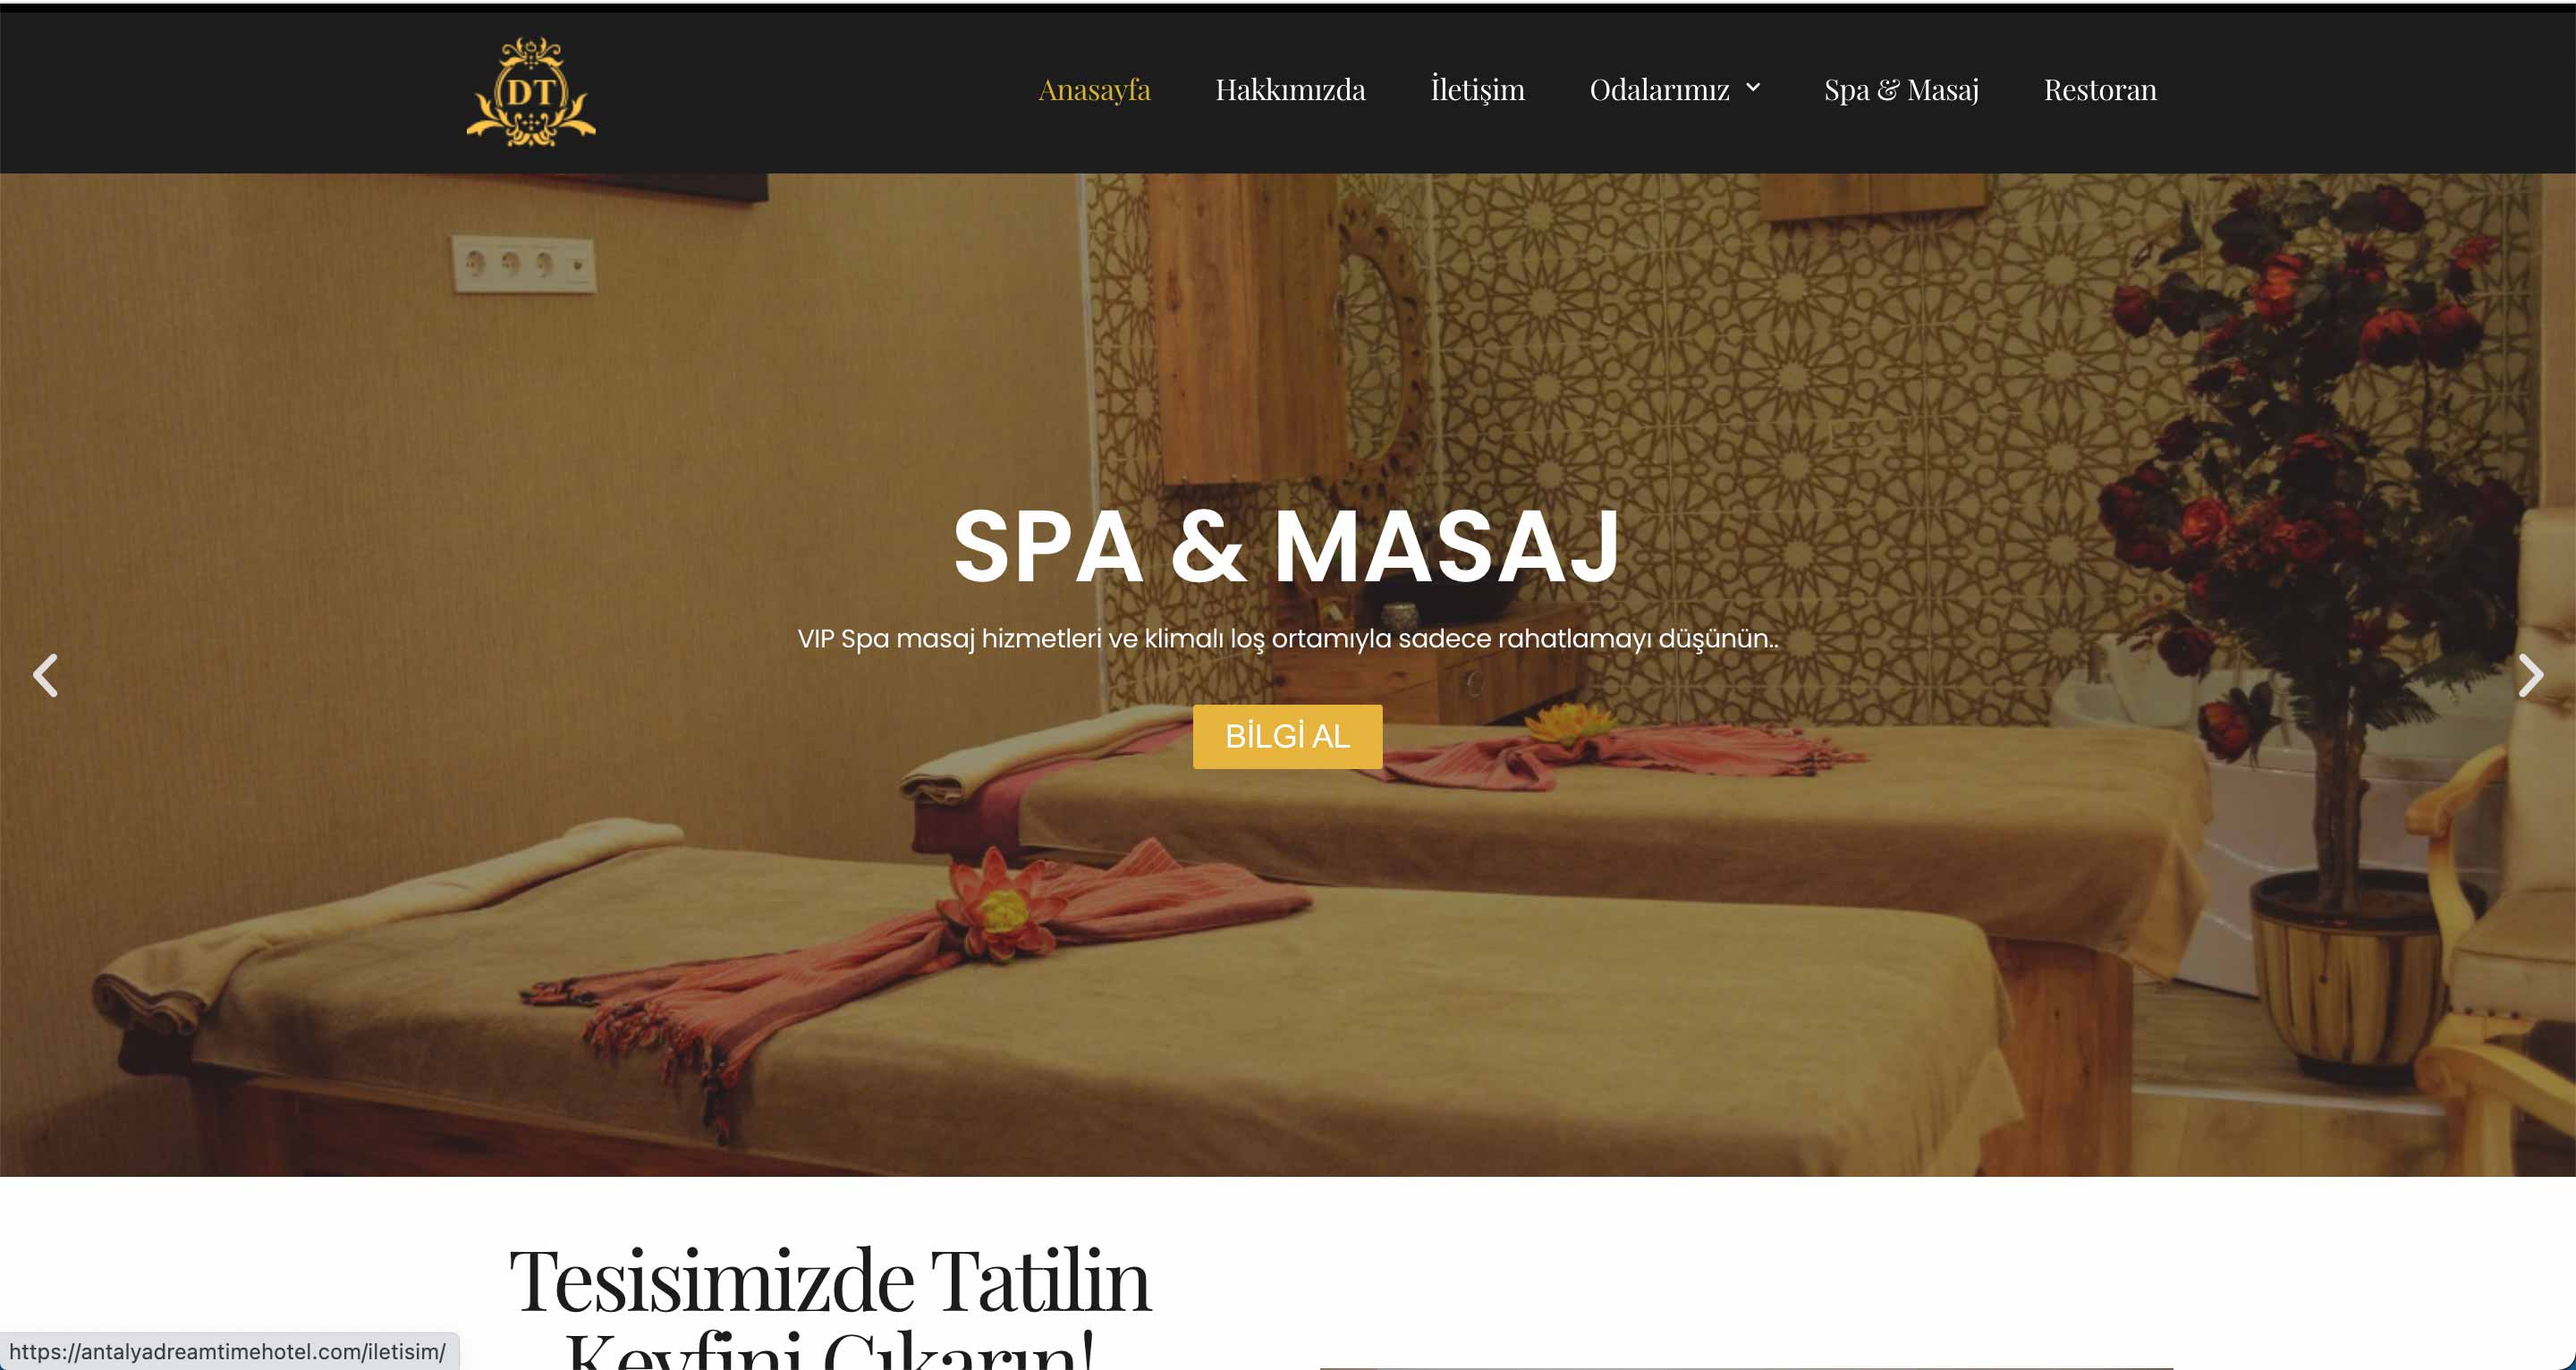 DT
Anasayfa Hakkımızda İletişim Odalarımız Spa & Masaj Restoran
SPA & MASAJ
VIP Spa masaj hizmetleri ve klimalı loş ortamıyla sadece rahatlamayı düşünün..
BİLGİ AL
Tesisimizde Tatilin
Keyfini Çıkarın!
https://antalyadreamtimehotel.com/iletisim/